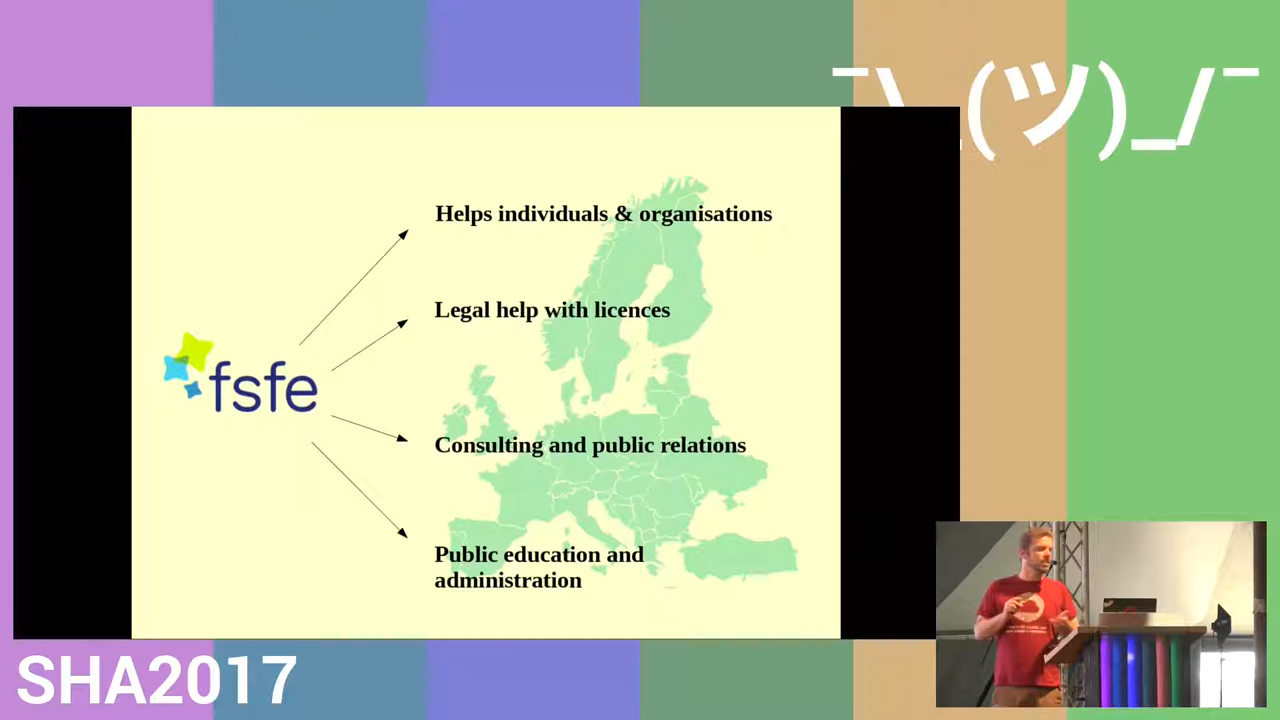 ¯\_(ツ)_/¯
Helps individuals & organisations
Legal help with licences
fsfe
Consulting and public relations
Public education and
administration
SHA2017